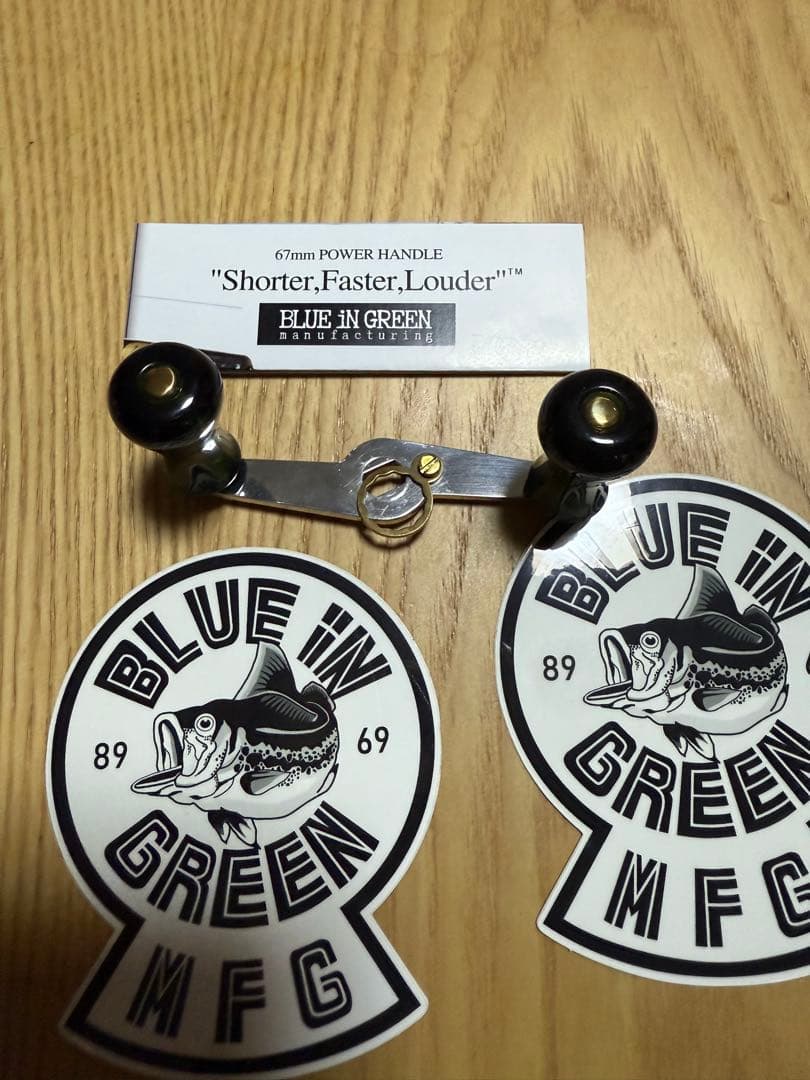 67mm POWER HANDLE
"Shorter,Faster,Louder"™
BLUE iN GREEN
manufacturing
BLUE iN
89 69
GREEN
MFG
BLUE iN
89
GREEN
MFG